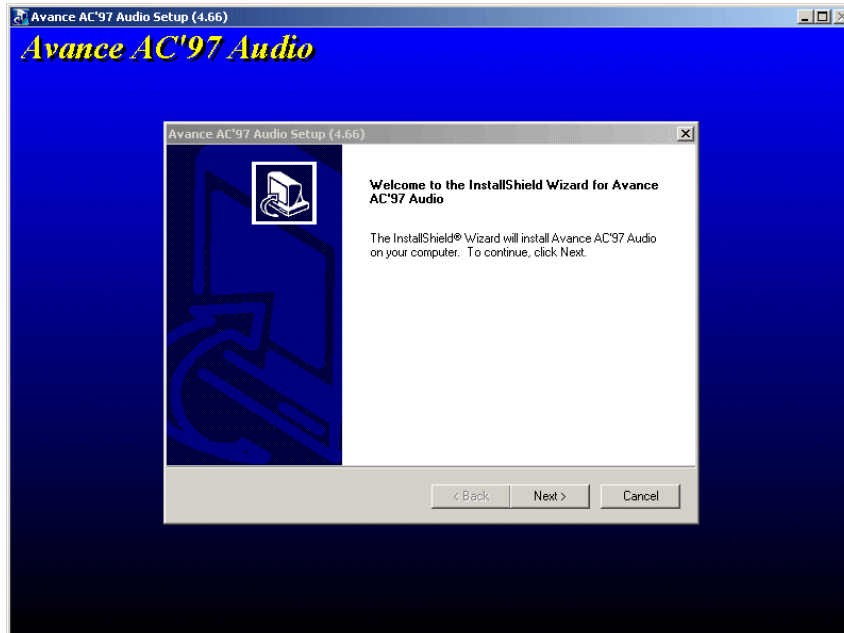 Avance AC'97 Audio Setup (4.66)
Avance AC'97 Audio
Avance AC'97 Audio Setup (4.66)
Welcome to the InstallShield Wizard for Avance
AC'97 Audio
The InstallShield® Wizard will install Avance AC'97 Audio
on your computer.  To continue, click Next.
< Back
Next >
Cancel